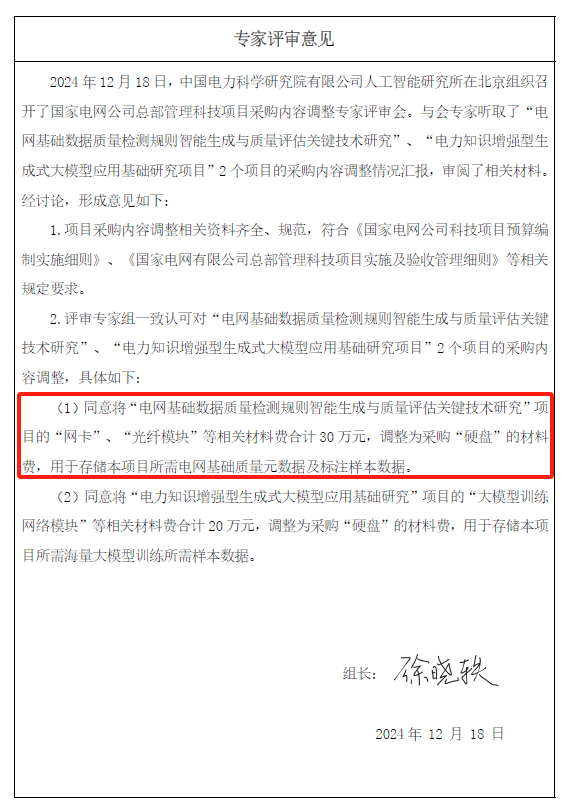 专家评审意见
2024 年 12 月 18 日，中国电力科学研究院有限公司人工智能研究所在北京组织召
开了国家电网公司总部管理科技项目采购内容调整专家评审会。与会专家听取了“电
网基础数据质量检测规则智能生成与质量评估关键技术研究”、“电力知识增强型生
成式大模型应用基础研究项目”2 个项目的采购内容调整情况汇报，审阅了相关材料。
经讨论，形成意见如下：
1.项目采购内容调整相关资料齐全、规范，符合《国家电网公司科技项目预算编
制实施细则》、《国家电网有限公司总部管理科技项目实施及验收管理细则》等相关
规定要求。
2.评审专家组一致认可对“电网基础数据质量检测规则智能生成与质量评估关键
技术研究”、“电力知识增强型生成式大模型应用基础研究项目”2 个项目的采购内
容调整，具体如下：
（1）同意将“电网基础数据质量检测规则智能生成与质量评估关键技术研究”项
目的“网卡”、“光纤模块”等相关材料费合计 30 万元，调整为采购“硬盘”的材料
费，用于存储本项目所需电网基础质量元数据及标注样本数据。
（2）同意将“电力知识增强型生成式大模型应用基础研究”项目的“大模型训练
网络模块”等相关材料费合计 20 万元，调整为采购“硬盘”的材料费，用于存储本项
目所需海量大模型训练所需样本数据。
组长：徐晓轶
2024 年 12 月 18 日